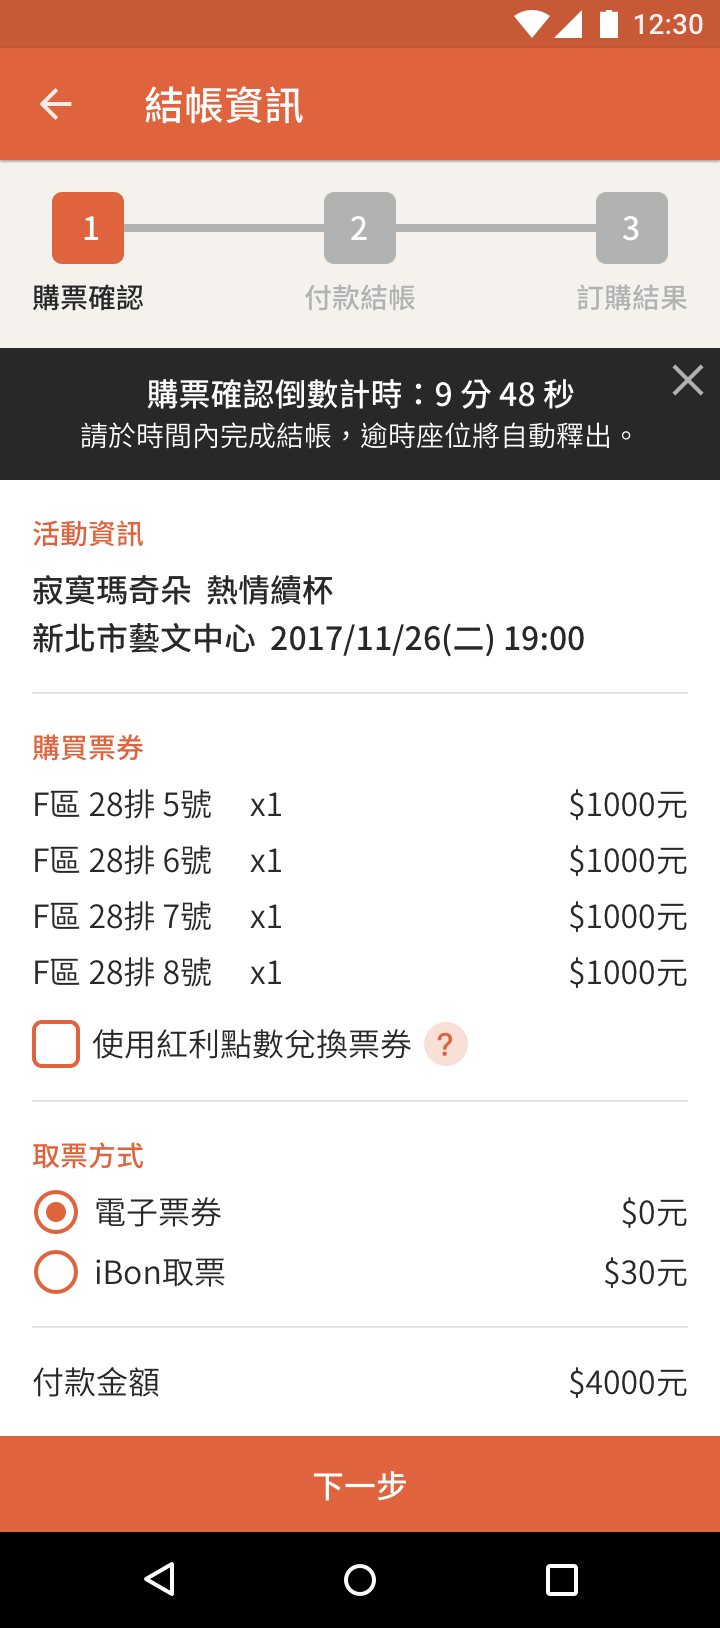 12:30
結帳資訊
1
2
3
購票確認
付款結帳
訂購結果
購票確認倒數計時：9 分 48 秒
請於時間內完成結帳，逾時座位將自動釋出。
活動資訊
寂寞瑪奇朵 熱情續杯
新北市藝文中心 2017/11/26(二) 19:00
購買票券
F區 28排 5號 x1 $1000元
F區 28排 6號 x1 $1000元
F區 28排 7號 x1 $1000元
F區 28排 8號 x1 $1000元
使用紅利點數兌換票券 ?
取票方式
電子票券 $0元
iBon取票 $30元
付款金額 $4000元
下一步